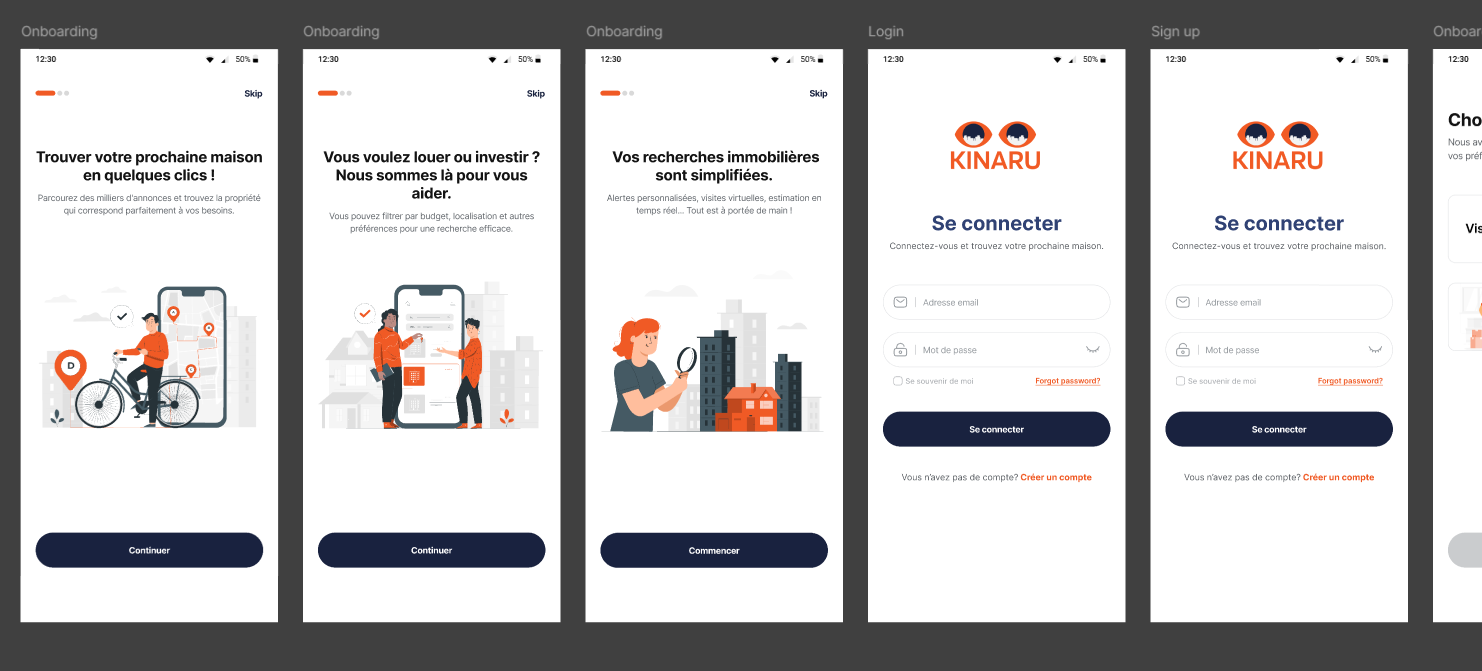 Onboarding
12:30
50%
Skip
Trouver votre prochaine maison
en quelques clics !
Parcourez des milliers d'annonces et trouvez la propriété
qui correspond parfaitement à vos besoins.
D
Continuer
Onboarding
12:30
50%
Skip
Vous voulez louer ou investir ?
Nous sommes là pour vous
aider.
Vous pouvez filtrer par budget, localisation et autres
préférences pour une recherche efficace.
Continuer
Onboarding
12:30
50%
Skip
Vos recherches immobilières
sont simplifiées.
Alertes personnalisées, visites virtuelles, estimation en
temps réel... Tout est à portée de main !
Commencer
Login
12:30
50%
KINARU
Se connecter
Connectez-vous et trouvez votre prochaine maison.
Adresse email
Mot de passe
Se souvenir de moi
Forgot password?
Se connecter
Vous n'avez pas de compte? Créer un compte
Sign up
12:30
50%
KINARU
Se connecter
Connectez-vous et trouvez votre prochaine maison.
Adresse email
Mot de passe
Se souvenir de moi
Forgot password?
Se connecter
Vous n'avez pas de compte? Créer un compte
Onboar
12:30
Cho
Nous av
vos préf
Vis